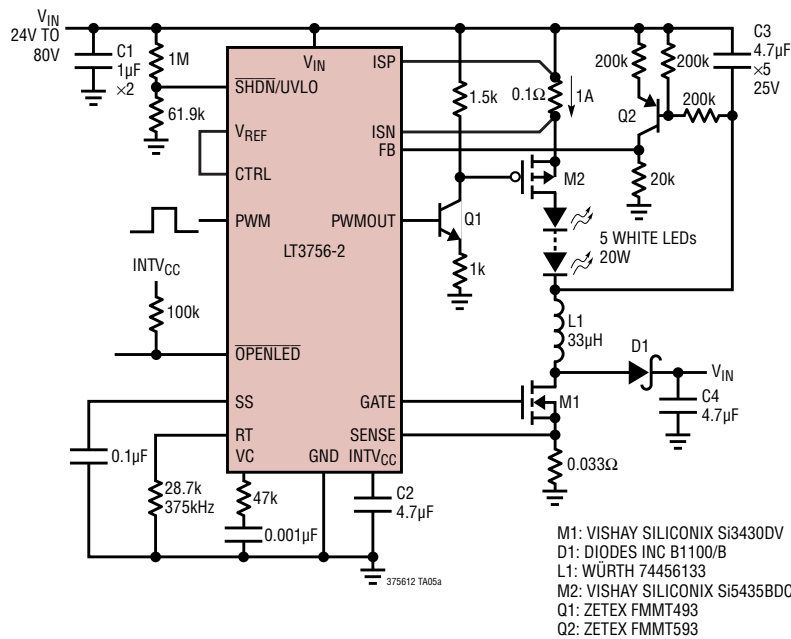 VIN
24V TO
80V
C1
1µF
×2
1M
61.9k
VIN
SHDN/UVLO
VREF
CTRL
PWM
INTVCC
100k
OPENLED
SS
RT
VC
GND
INTVCC
SENSE
GATE
LT3756-2
PWMOUT
FB
ISN
ISP
1.5k
0.1Ω
1A
200k
200k
200k
Q2
20k
C3
4.7µF
×5
25V
M2
Q1
1k
5 WHITE LEDs
20W
L1
33µH
D1
VIN
C4
4.7µF
M1
0.033Ω
0.1µF
28.7k
375kHz
47k
0.001µF
C2
4.7µF
375612 TA05a
M1: VISHAY SILICONIX Si3430DV
D1: DIODES INC B1100/B
L1: WÜRTH 74456133
M2: VISHAY SILICONIX Si5435BDC
Q1: ZETEX FMMT493
Q2: ZETEX FMMT593